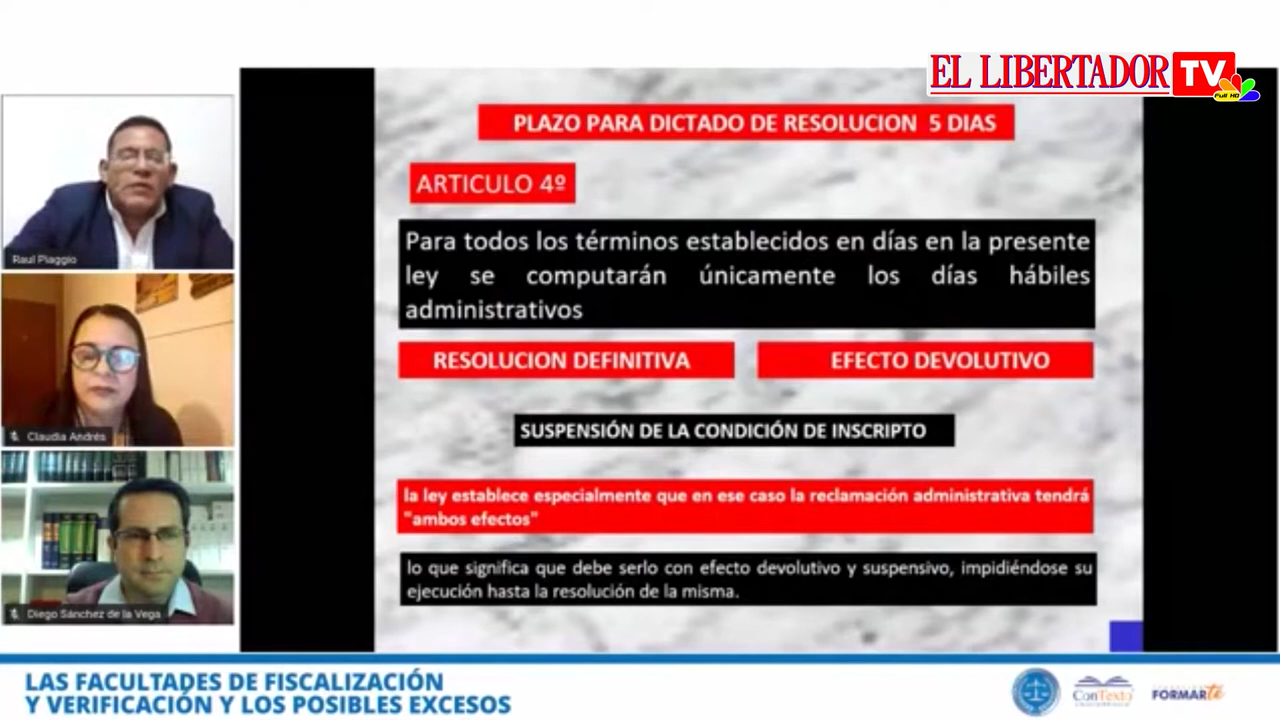 EL LIBERTADOR TV
Full HD
PLAZO PARA DICTADO DE RESOLUCION 5 DIAS
ARTICULO 4º
Para todos los términos establecidos en días en la presente
ley se computarán únicamente los días hábiles
administrativos
RESOLUCION DEFINITIVA
EFECTO DEVOLUTIVO
SUSPENSIÓN DE LA CONDICIÓN DE INSCRIPTO
la ley establece especialmente que en ese caso la reclamación administrativa tendrá
"ambos efectos"
lo que significa que debe serlo con efecto devolutivo y suspensivo, impidiéndose su
ejecución hasta la resolución de la misma.
Raul Piaggio
Claudia Andrés
Diego Sánchez de la Vega
LAS FACULTADES DE FISCALIZACIÓN
Y VERIFICACIÓN Y LOS POSIBLES EXCESOS
ConTexto
FORMARTE